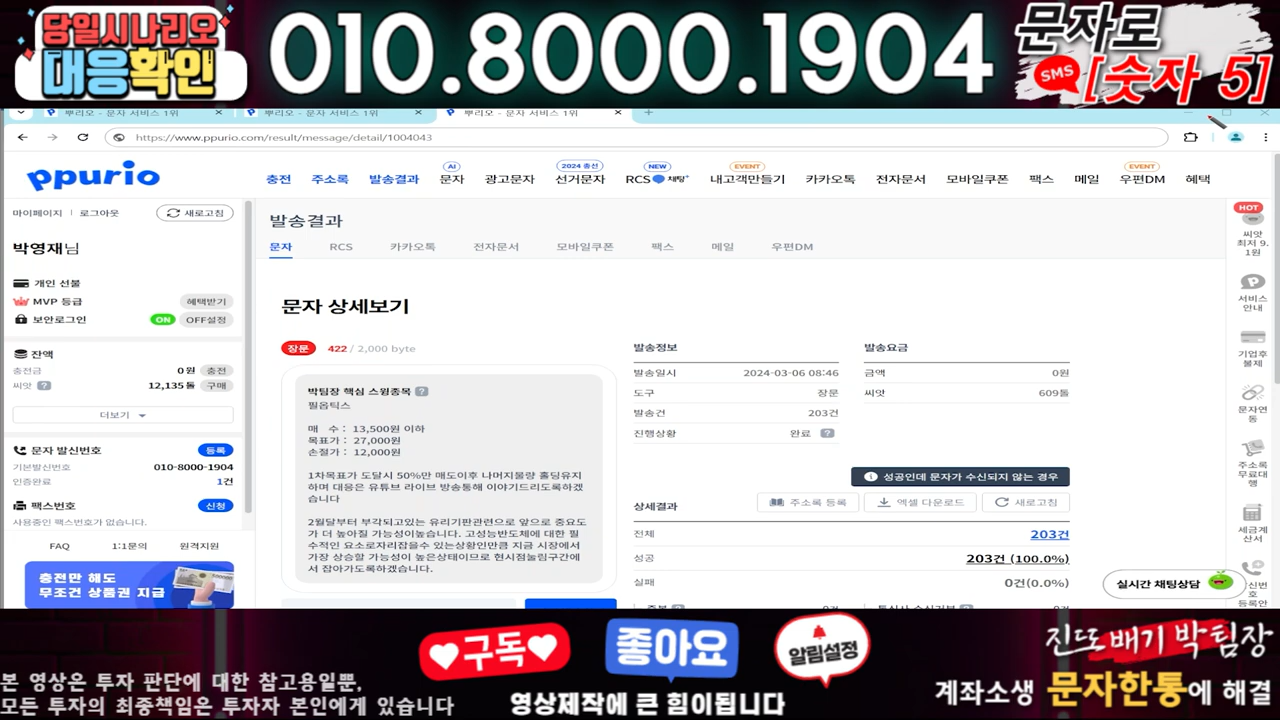 당일시나리오
대응확인
010.8000.1904
문자로
SMS
[숫자 5]
뿌리오 - 문자 서비스 1위
뿌리오 - 문자 서비스 1위
뿌리오 - 문자 서비스 1위
https://www.ppurio.com/result/message/detail/1004043
ppurio
충전
주소록
발송결과
AI
문자
광고문자
2024 총선
선거문자
NEW
RCS 채팅+
EVENT
내고객만들기
카카오톡
전자문서
모바일쿠폰
팩스
메일
EVENT
우편DM
혜택
마이페이지 | 로그아웃
새로고침
박영재님
개인 선불
MVP 등급
혜택받기
보안로그인
ON
OFF설정
잔액
충전금
0원
충전
씨앗 ?
12,135톨
구매
더보기
문자 발신번호
등록
기본발신번호
010-8000-1904
인증완료
1건
팩스번호
신청
사용중인 팩스번호가 없습니다.
FAQ
1:1문의
원격지원
충전만 해도
무조건 상품권 지급
발송결과
문자
RCS
카카오톡
전자문서
모바일쿠폰
팩스
메일
우편DM
문자 상세보기
장문
422 / 2,000 byte
박팀장 핵심 스윙종목 ?
필옵틱스
매 수 : 13,500원 이하
목표가 : 27,000원
손절가 : 12,000원
1차목표가 도달시 50%만 매도이후 나머지물량 홀딩유지
하며 대응은 유튜브 라이브 방송통해 이야기드리도록하겠
습니다
2월달부터 부각되고있는 유리기판관련으로 앞으로 중요도
가 더 높아질 가능성이높습니다. 고성능반도체에 대한 필
수적인 요소로자리잡을수 있는상황인만큼 지금 시장에서
가장 상승할 가능성이 높은상태이므로 현시점눌림구간에
서 잡아가도록하겠습니다.
발송정보
발송일시
2024-03-06 08:46
도구
장문
발송건
203건
진행상황
완료 ?
발송요금
금액
0원
씨앗
609톨
성공인데 문자가 수신되지 않는 경우
상세결과
주소록 등록
엑셀 다운로드
새로고침
전체
203건
성공
203건 (100.0%)
실패
0건(0.0%)
HOT
씨앗
최저 9.
1원
서비스
안내
기업후
불제
문자연
동
주소록
무료대
행
세금계
산서
발신번
호
등록안
실시간 채팅상담
본 영상은 투자 판단에 대한 참고용일뿐,
모든 투자의 최종책임은 투자자 본인에게 있습니다
구독
좋아요
알림설정
영상제작에 큰 힘이됩니다
진또배기 박팀장
계좌소생 문자한통에 해결